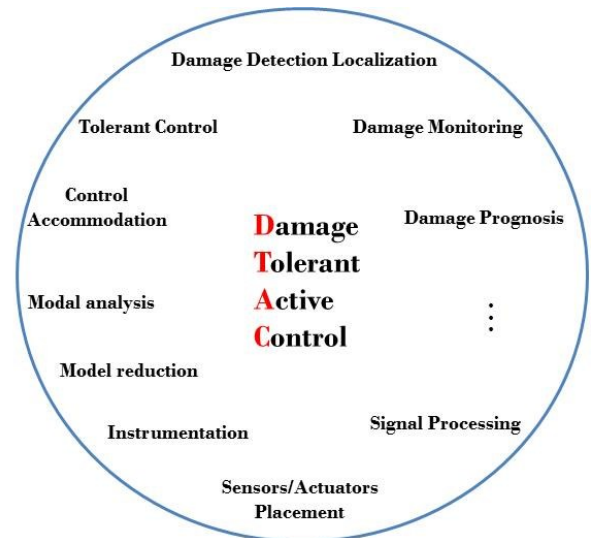 Damage Detection Localization
Tolerant Control
Damage Monitoring
Control
Accommodation
Damage Prognosis
Damage
Tolerant
Active
Control
Modal analysis
⋮
Model reduction
Instrumentation
Signal Processing
Sensors/Actuators
Placement